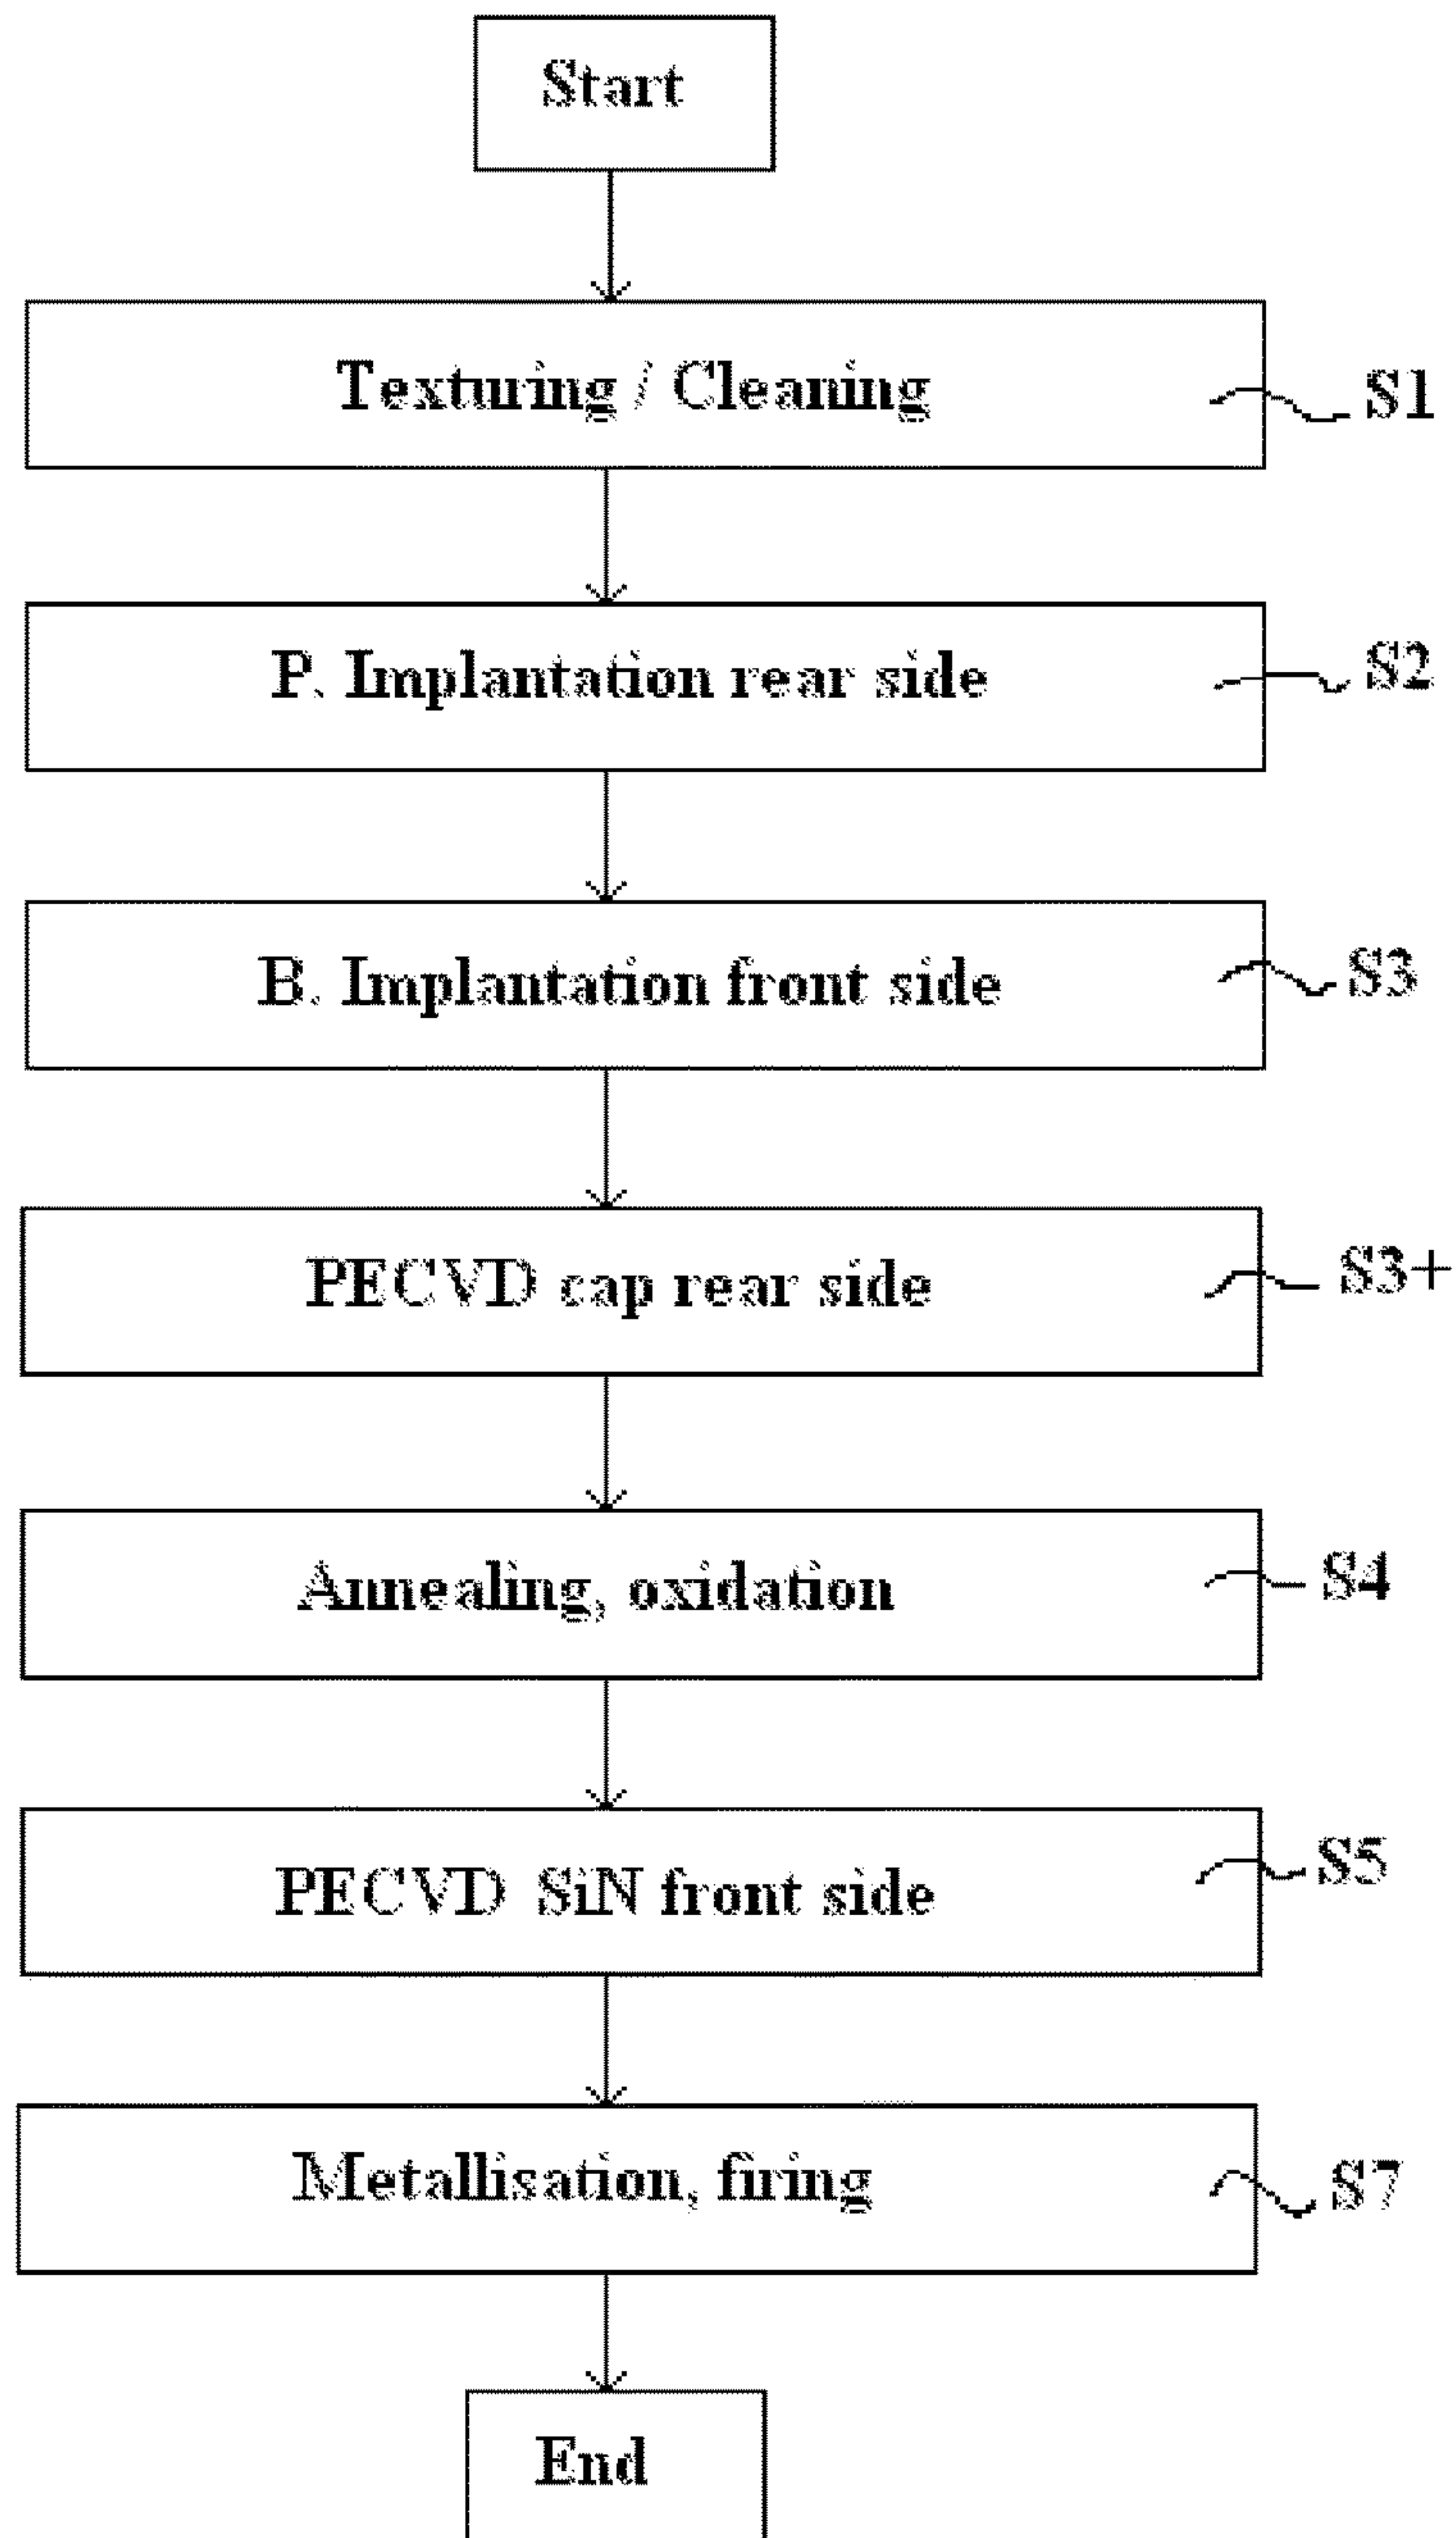 Start
Texturing / Cleaning
S1
P. Implantation rear side
S2
B. Implantation front side
S3
PECVD cap rear side
S3+
Annealing, oxidation
S4
PECVD SiN front side
S5
Metallisation, firing
S7
End